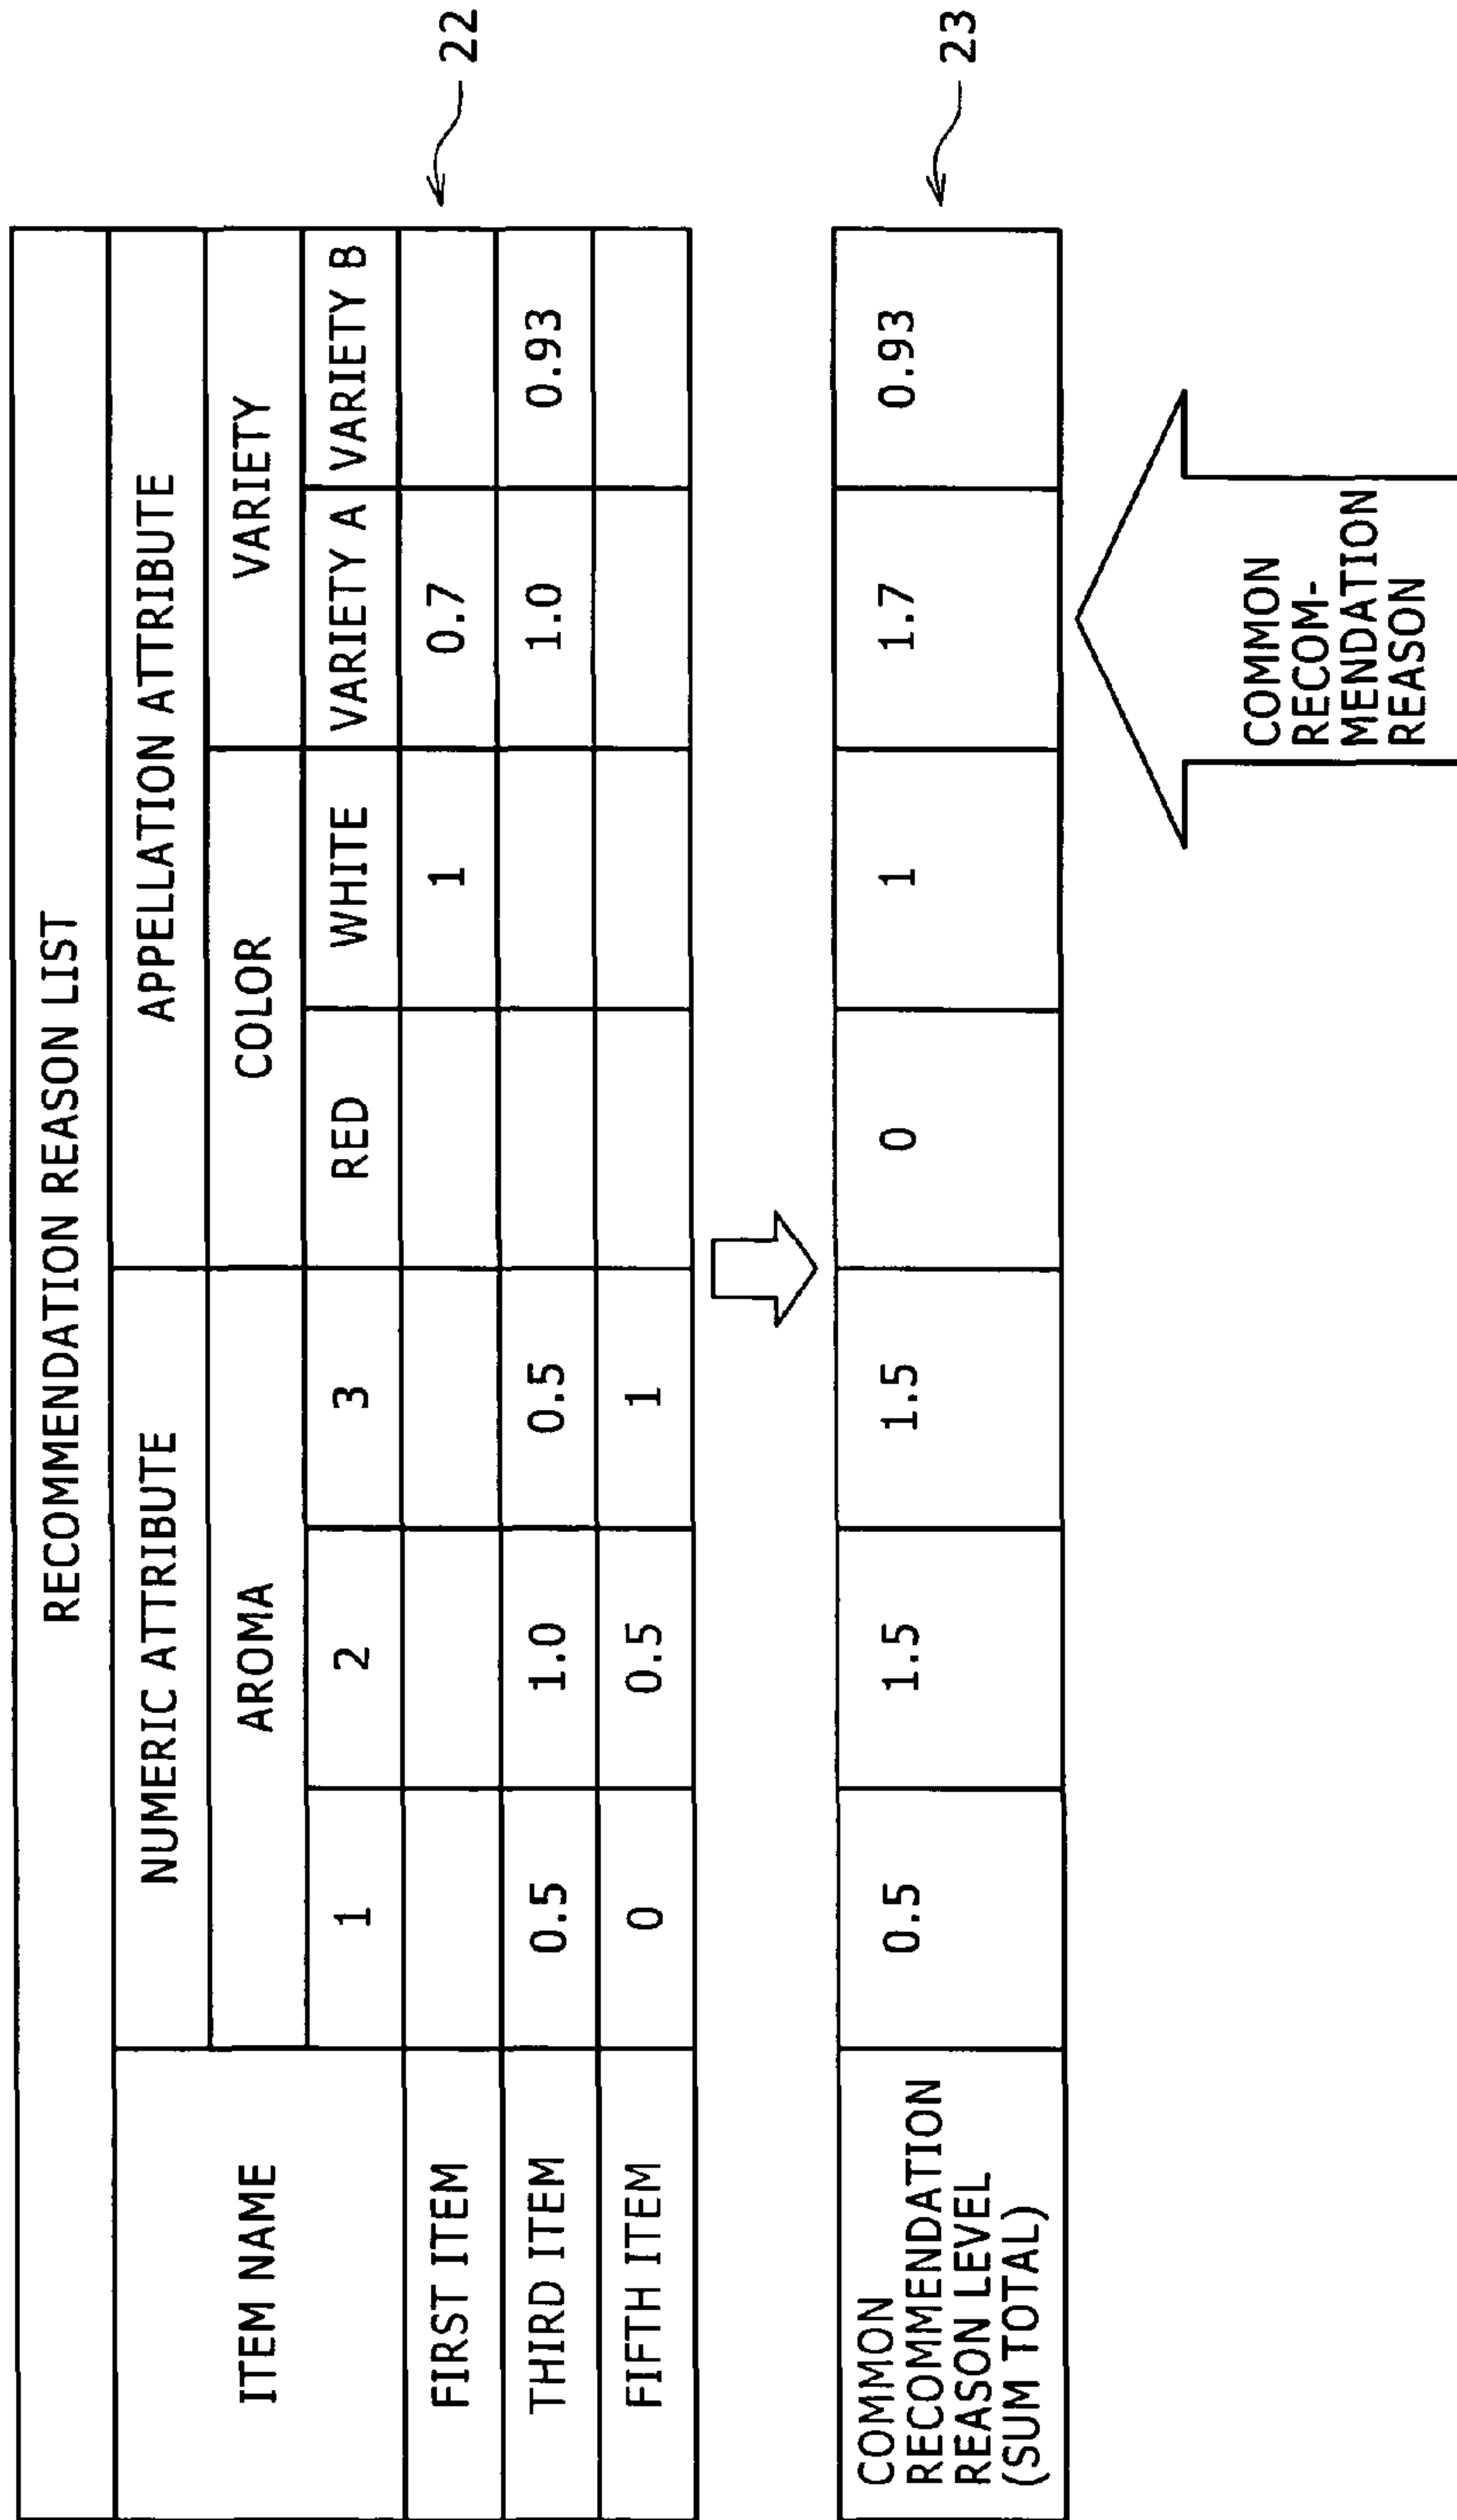 RECOMMENDATION REASON LIST
ITEM NAME NUMERIC ATTRIBUTE APPELLATION ATTRIBUTE
AROMA COLOR VARIETY
1 2 3 RED WHITE VARIETY A VARIETY B
FIRST ITEM 1 0.7
THIRD ITEM 0.5 1.0 0.5 1.0 0.93
FIFTH ITEM 0 0.5 1
22
COMMON
RECOMMENDATION
REASON LEVEL
(SUM TOTAL)
0.5 1.5 1.5 0 1 1.7 0.93
23
COMMON
RECOM-
MENDATION
REASON